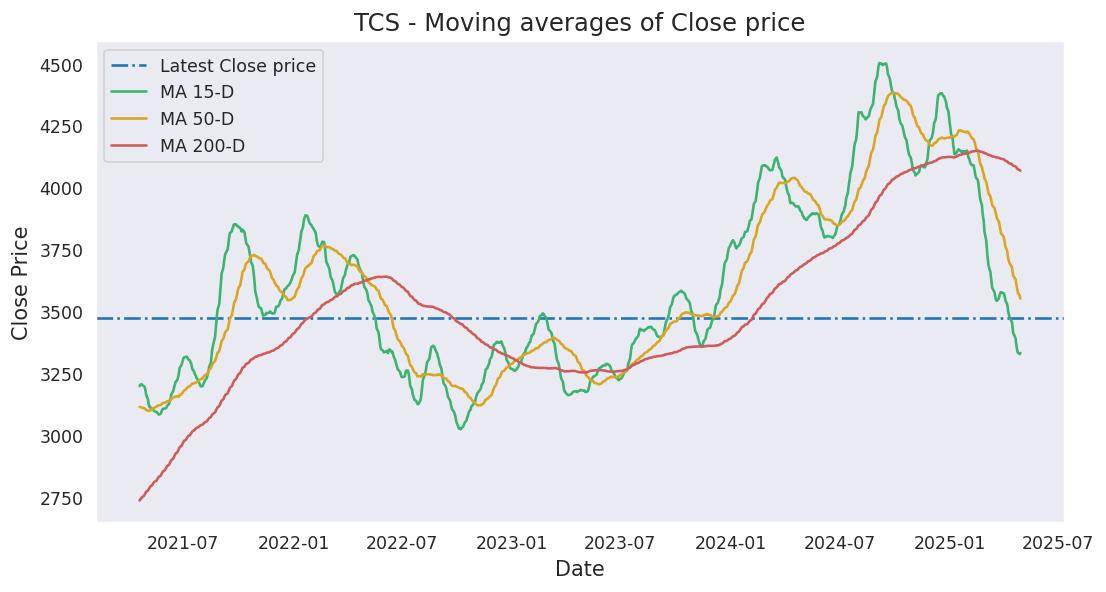 TCS - Moving averages of Close price
Latest Close price
MA 15-D
MA 50-D
MA 200-D
Close Price
4500
4250
4000
3750
3500
3250
3000
2750
2021-07
2022-01
2022-07
2023-01
2023-07
2024-01
2024-07
2025-01
2025-07
Date